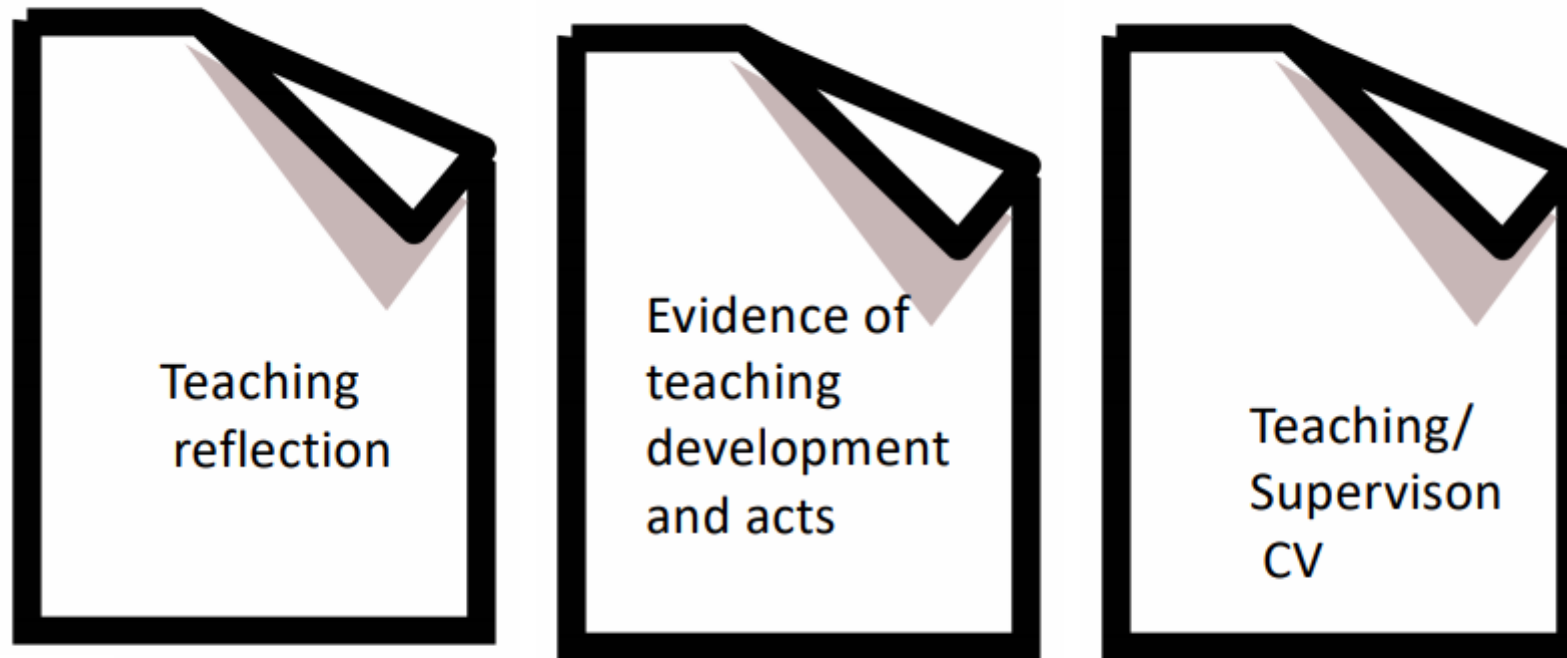 Teaching
reflection
Evidence of
teaching
development
and acts
Teaching/
Supervison
CV